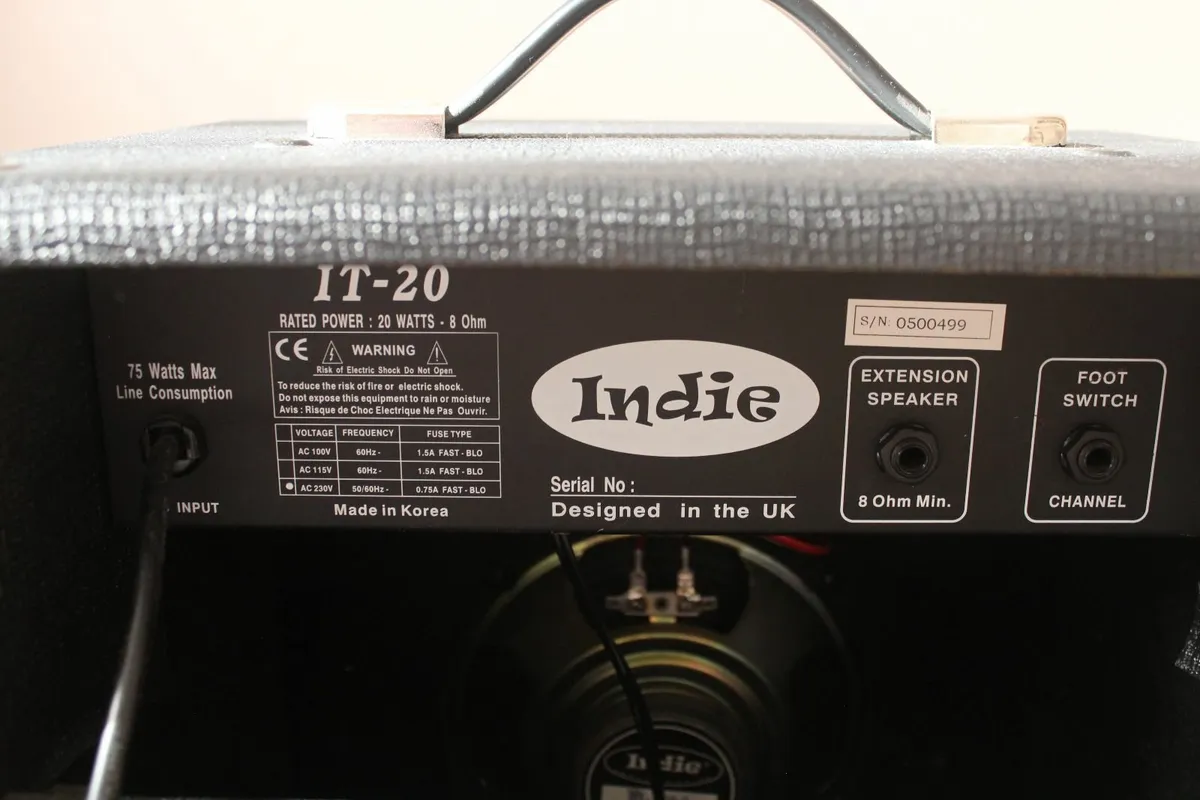 IT-20
RATED POWER : 20 WATTS - 8 Ohm
CE WARNING
Risk of Electric Shock Do Not Open
To reduce the risk of fire or electric shock.
Do not expose this equipment to rain or moisture
Avis : Risque de Choc Electrique Ne Pas Ouvrir.
VOLTAGE FREQUENCY FUSE TYPE
AC 100V 60Hz - 1.5A FAST - BLO
AC 115V 60Hz - 1.5A FAST - BLO
AC 230V 50/60Hz - 0.75A FAST - BLO
Made in Korea
75 Watts Max
Line Consumption
INPUT
Indie
Serial No :
Designed in the UK
S/N: 0500499
EXTENSION
SPEAKER
8 Ohm Min.
FOOT
SWITCH
CHANNEL
Indie